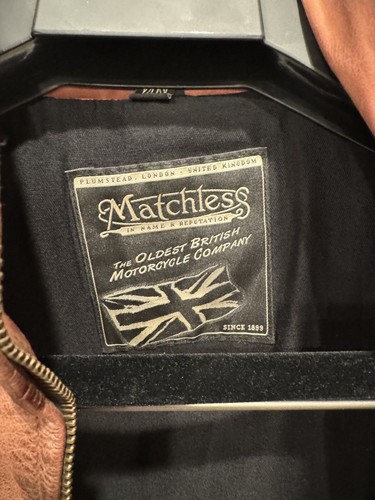 PLUMSTEAD. LONDON - UNITED KINGDOM
Matchless
IN NAME & REPUTATION
THE OLDEST BRITISH
MOTORCYCLE COMPANY
SINCE 1899